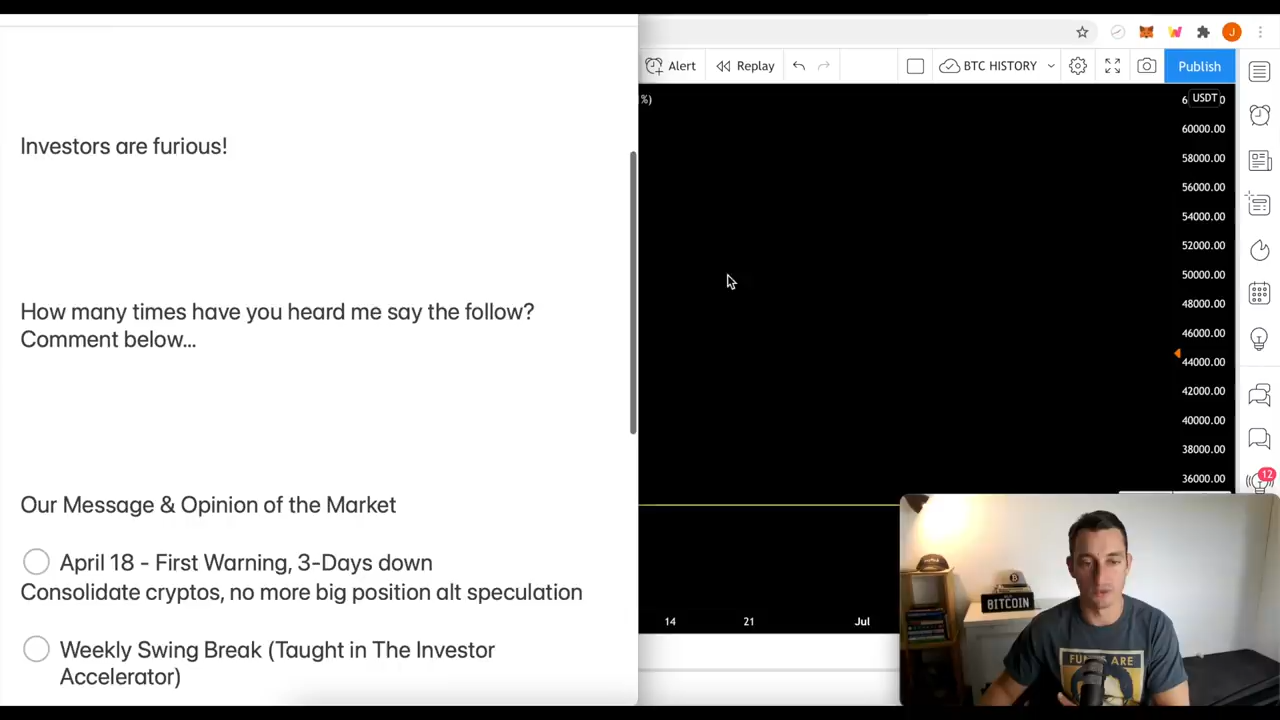 Investors are furious!
How many times have you heard me say the follow?
Comment below...
Our Message & Opinion of the Market
April 18 - First Warning, 3-Days down
Consolidate cryptos, no more big position alt speculation
Weekly Swing Break (Taught in The Investor
Accelerator)
J
Alert
Replay
BTC HISTORY
Publish
%)
USDT
60000.00
58000.00
56000.00
54000.00
52000.00
50000.00
48000.00
46000.00
44000.00
42000.00
40000.00
38000.00
36000.00
12
14
21
Jul
BITCOIN